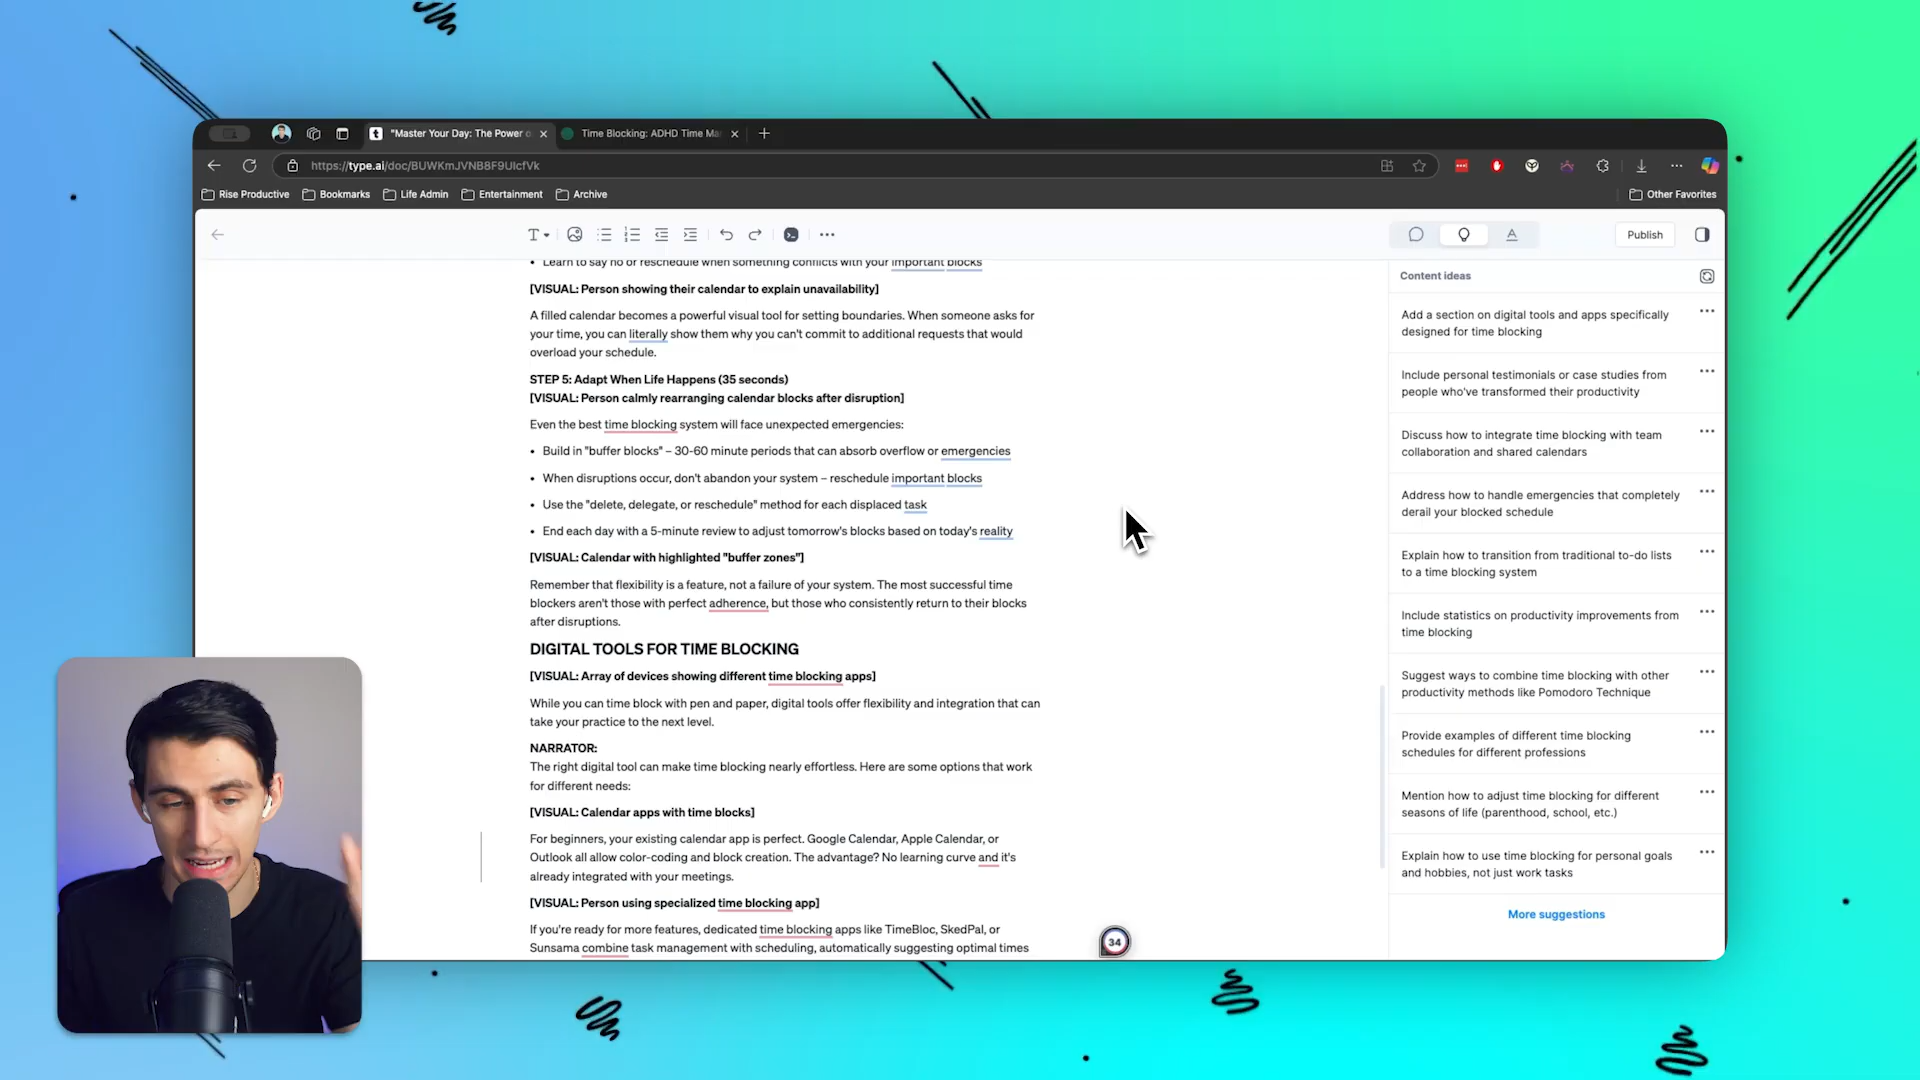 "Master Your Day: The Power o
Time Blocking: ADHD Time Ma
https://type.ai/doc/BUWKmJVNB8F9UIcfVk
Rise Productive
Bookmarks
Life Admin
Entertainment
Archive
Other Favorites
T
A
Publish
• Learn to say no or reschedule when something conflicts with your important blocks
[VISUAL: Person showing their calendar to explain unavailability]
A filled calendar becomes a powerful visual tool for setting boundaries. When someone asks for
your time, you can literally show them why you can't commit to additional requests that would
overload your schedule.
STEP 5: Adapt When Life Happens (35 seconds)
[VISUAL: Person calmly rearranging calendar blocks after disruption]
Even the best time blocking system will face unexpected emergencies:
• Build in "buffer blocks" – 30-60 minute periods that can absorb overflow or emergencies
• When disruptions occur, don't abandon your system – reschedule important blocks
• Use the "delete, delegate, or reschedule" method for each displaced task
• End each day with a 5-minute review to adjust tomorrow's blocks based on today's reality
[VISUAL: Calendar with highlighted "buffer zones"]
Remember that flexibility is a feature, not a failure of your system. The most successful time
blockers aren't those with perfect adherence, but those who consistently return to their blocks
after disruptions.
DIGITAL TOOLS FOR TIME BLOCKING
[VISUAL: Array of devices showing different time blocking apps]
While you can time block with pen and paper, digital tools offer flexibility and integration that can
take your practice to the next level.
NARRATOR:
The right digital tool can make time blocking nearly effortless. Here are some options that work
for different needs:
[VISUAL: Calendar apps with time blocks]
For beginners, your existing calendar app is perfect. Google Calendar, Apple Calendar, or
Outlook all allow color-coding and block creation. The advantage? No learning curve and it's
already integrated with your meetings.
[VISUAL: Person using specialized time blocking app]
If you're ready for more features, dedicated time blocking apps like TimeBloc, SkedPal, or
Sunsama combine task management with scheduling, automatically suggesting optimal times
34
Content ideas
Add a section on digital tools and apps specifically
designed for time blocking
Include personal testimonials or case studies from
people who've transformed their productivity
Discuss how to integrate time blocking with team
collaboration and shared calendars
Address how to handle emergencies that completely
derail your blocked schedule
Explain how to transition from traditional to-do lists
to a time blocking system
Include statistics on productivity improvements from
time blocking
Suggest ways to combine time blocking with other
productivity methods like Pomodoro Technique
Provide examples of different time blocking
schedules for different professions
Mention how to adjust time blocking for different
seasons of life (parenthood, school, etc.)
Explain how to use time blocking for personal goals
and hobbies, not just work tasks
More suggestions